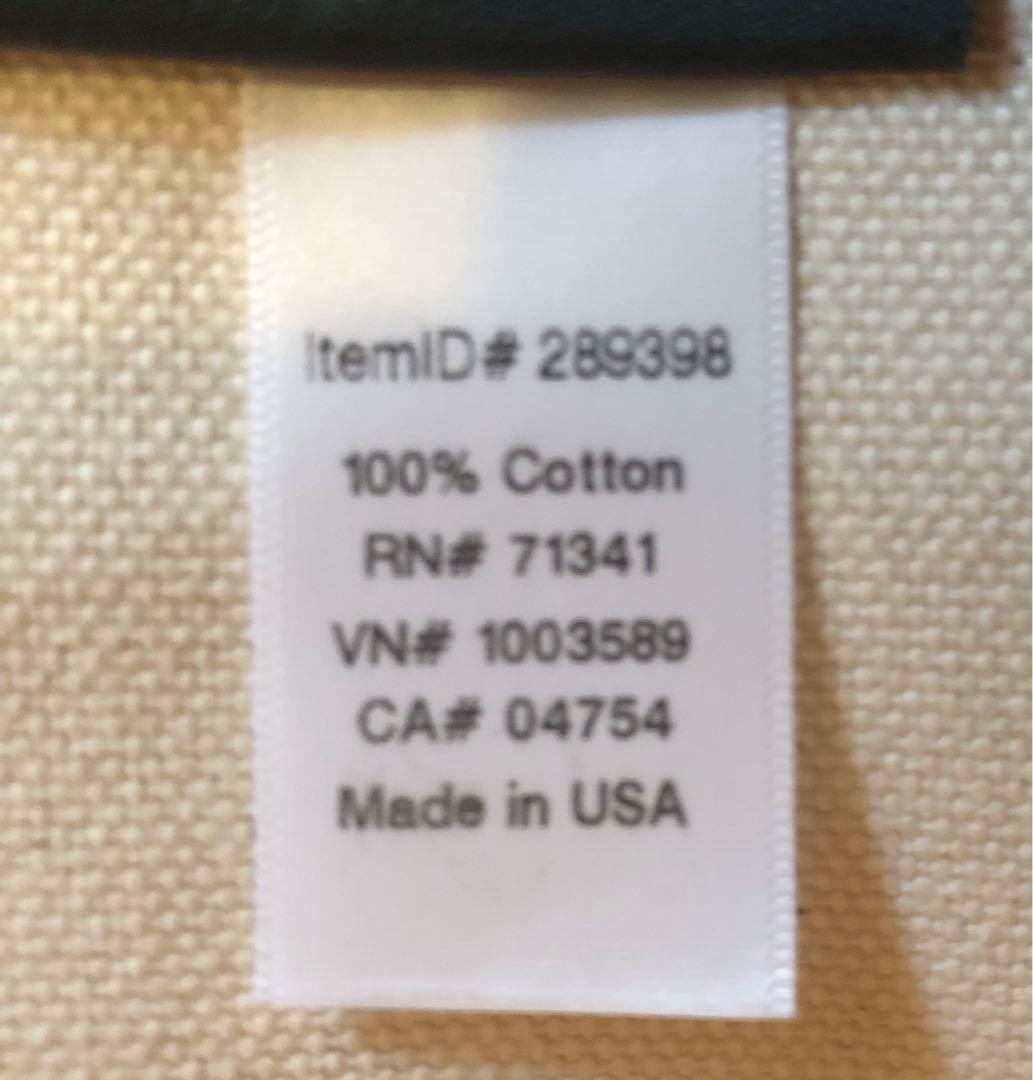 ItemID# 289398
100% Cotton
RN# 71341
VN# 1003589
CA# 04754
Made in USA